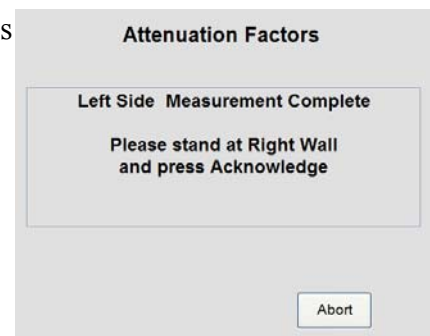 s
Attenuation Factors
Left Side Measurement Complete
Please stand at Right Wall
and press Acknowledge
Abort